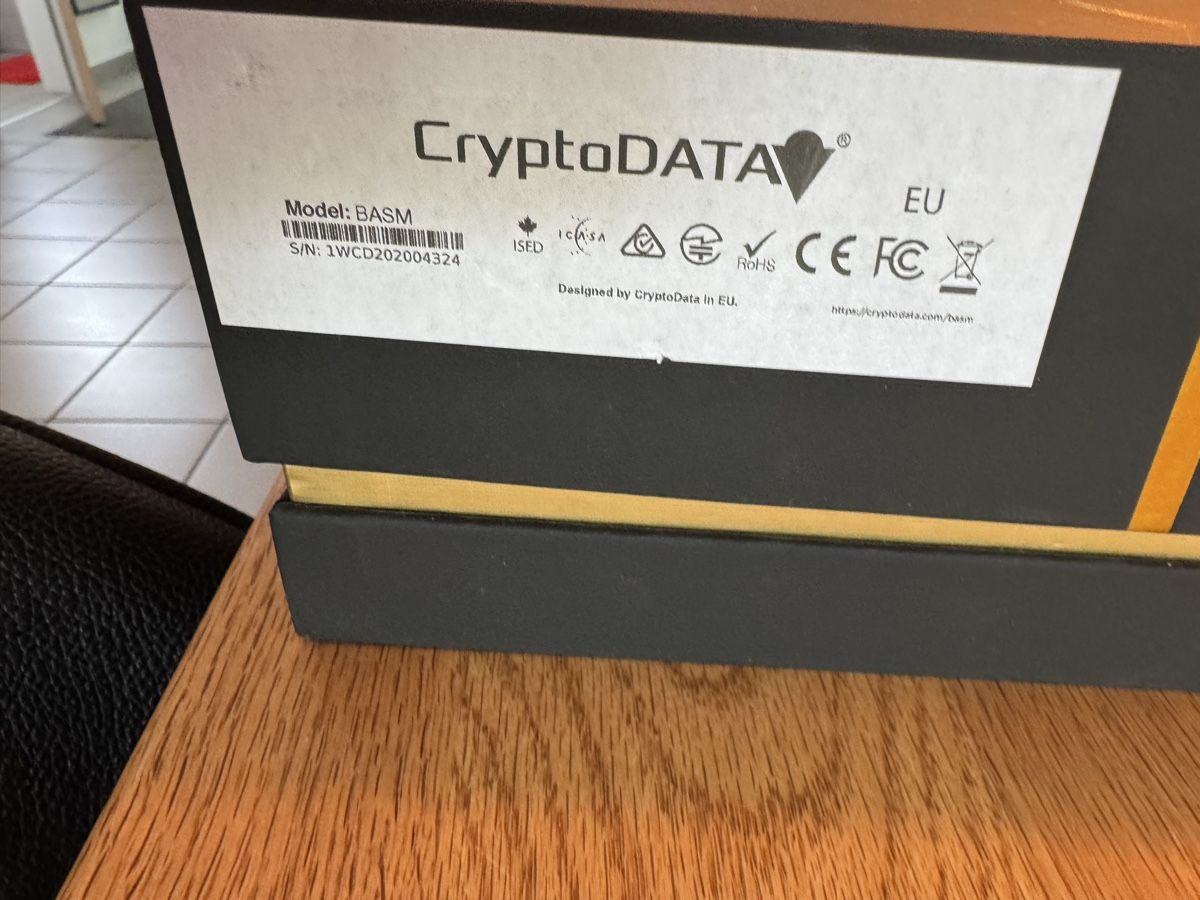 CryptoDATA®
EU
Model: BASM
S/N: 1WCD202004324
ISED
ICASA
RoHS
CE FC
Designed by CryptoData in EU.
https://cryptodata.com/basm